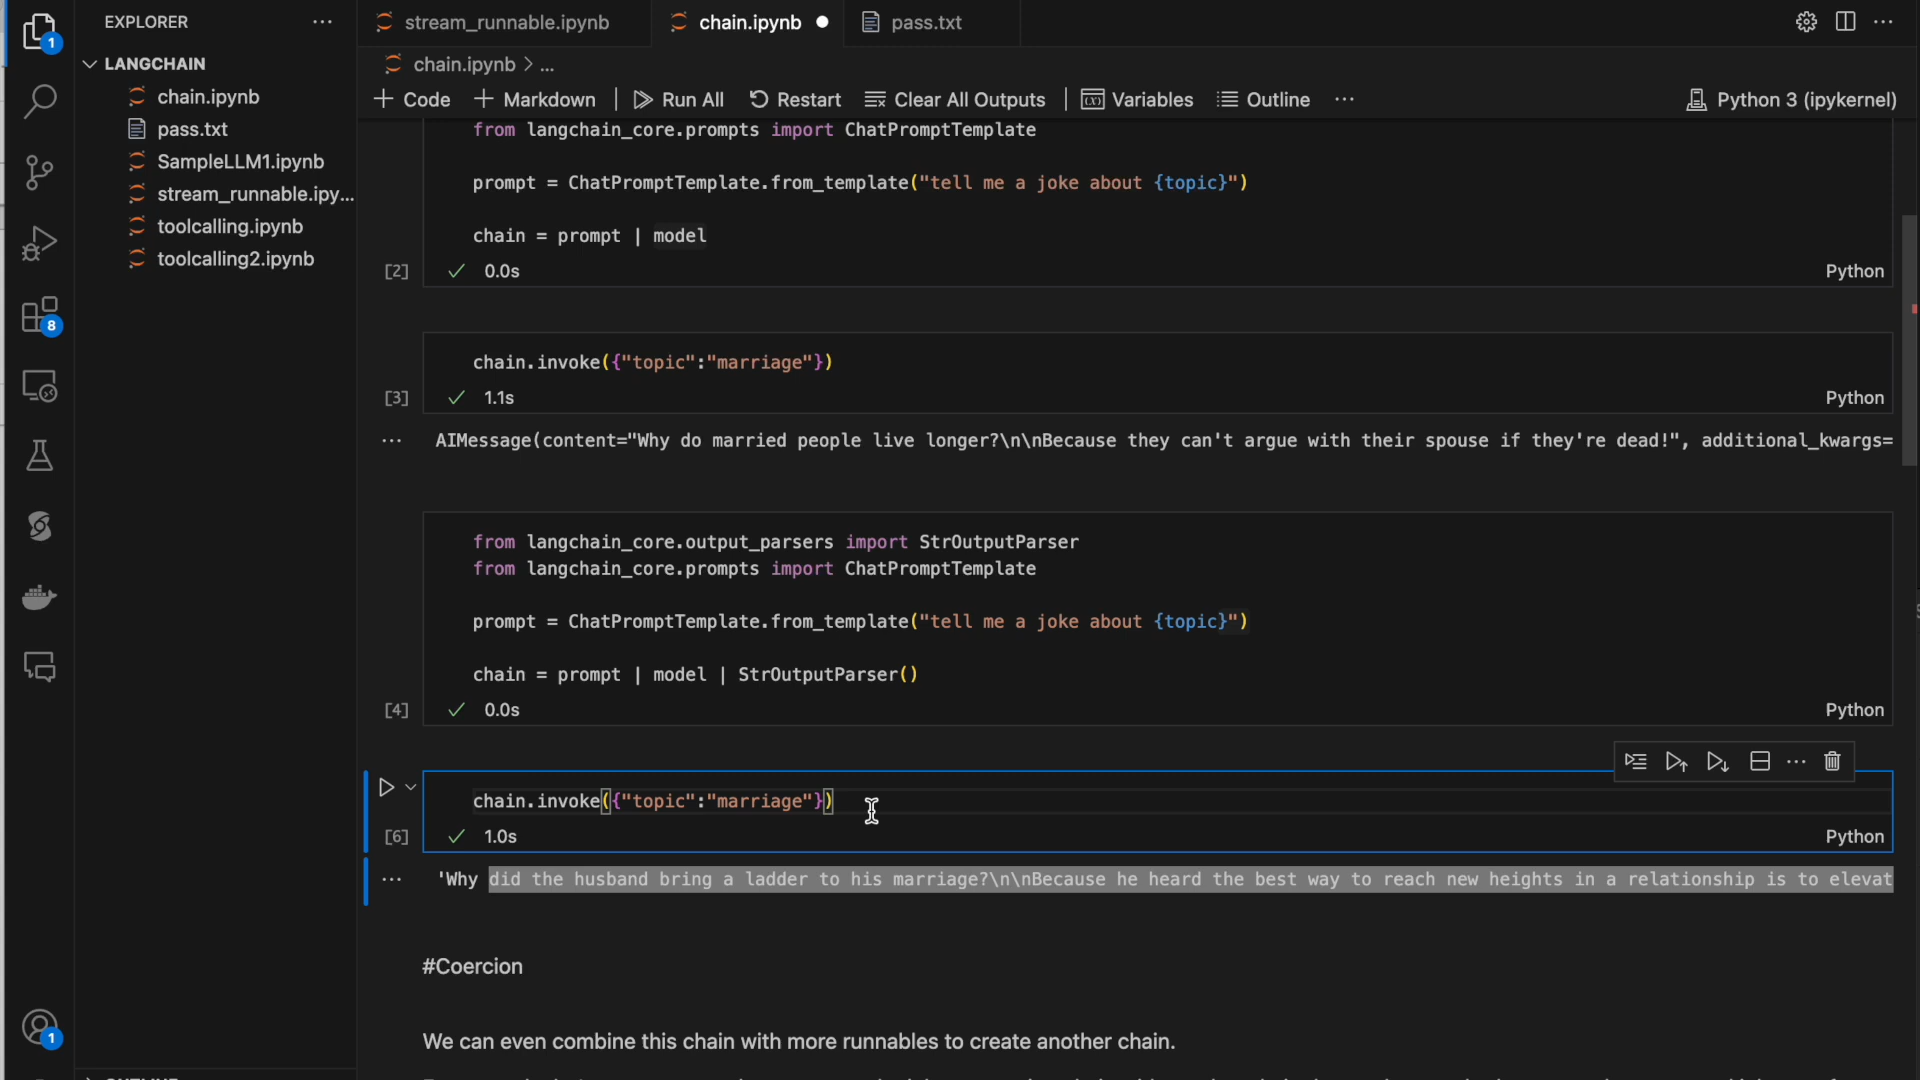 EXPLORER
stream_runnable.ipynb
chain.ipynb
pass.txt
LANGCHAIN
chain.ipynb
pass.txt
SampleLLM1.ipynb
stream_runnable.ipy...
toolcalling.ipynb
toolcalling2.ipynb
chain.ipynb > ...
+ Code + Markdown Run All Restart Clear All Outputs Variables Outline ... Python 3 (ipykernel)
from langchain_core.prompts import ChatPromptTemplate
prompt = ChatPromptTemplate.from_template("tell me a joke about {topic}")
chain = prompt | model
[2] 0.0s Python
chain.invoke({"topic":"marriage"})
[3] 1.1s Python
... AIMessage(content="Why do married people live longer?\n\nBecause they can't argue with their spouse if they're dead!", additional_kwargs=
from langchain_core.output_parsers import StrOutputParser
from langchain_core.prompts import ChatPromptTemplate
prompt = ChatPromptTemplate.from_template("tell me a joke about {topic}")
chain = prompt | model | StrOutputParser()
[4] 0.0s Python
chain.invoke({"topic":"marriage"})
[6] 1.0s Python
... 'Why did the husband bring a ladder to his marriage?\n\nBecause he heard the best way to reach new heights in a relationship is to elevat
#Coercion
We can even combine this chain with more runnables to create another chain.
1
8
1